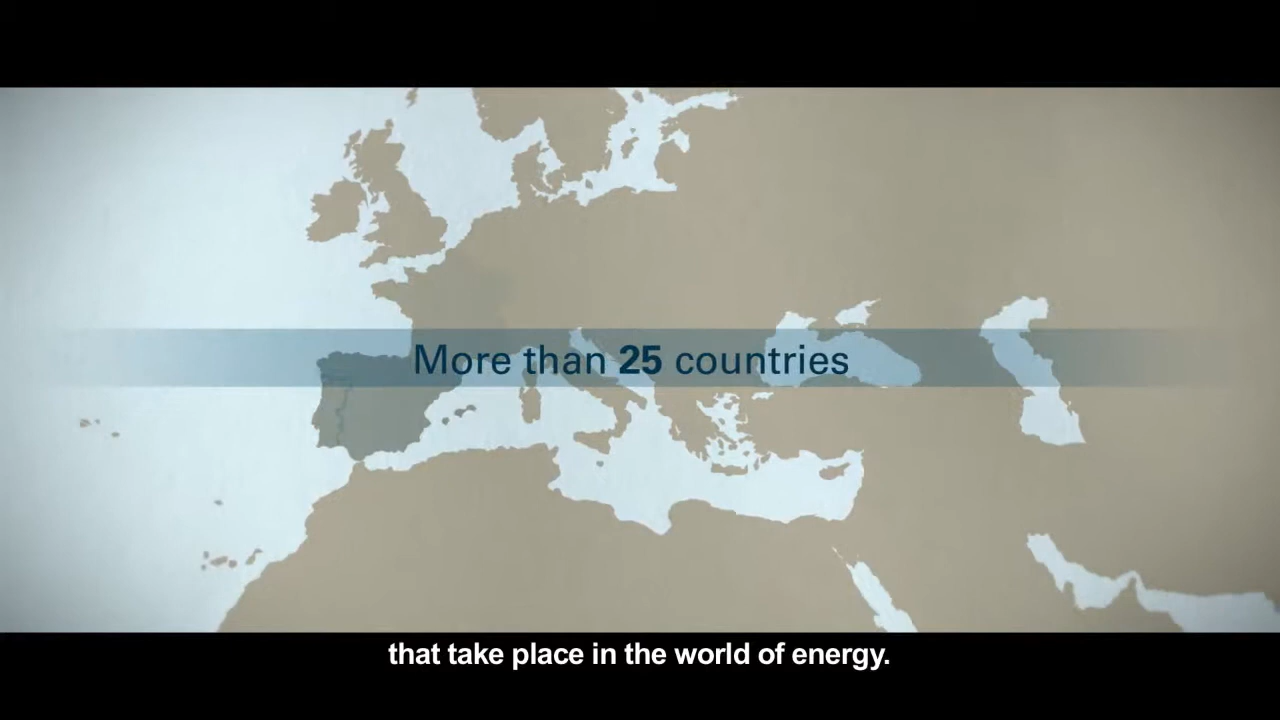 More than 25 countries
that take place in the world of energy.